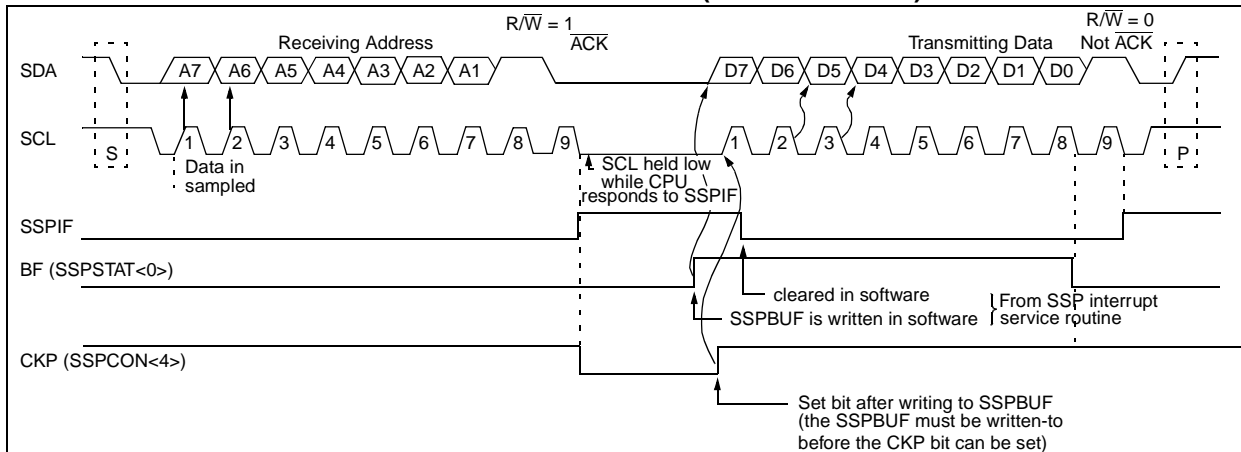 R/W = 1
R/W = 0
Receiving Address
ACK
Transmitting Data
Not ACK
SDA
A7 A6 A5 A4 A3 A2 A1
D7 D6 D5 D4 D3 D2 D1 D0
SCL
S
1 2 3 4 5 6 7 8 9
1 2 3 4 5 6 7 8 9
P
Data in
sampled
SCL held low
while CPU
responds to SSPIF
SSPIF
BF (SSPSTAT<0>)
cleared in software
SSPBUF is written in software
From SSP interrupt
service routine
CKP (SSPCON<4>)
Set bit after writing to SSPBUF
(the SSPBUF must be written-to
before the CKP bit can be set)